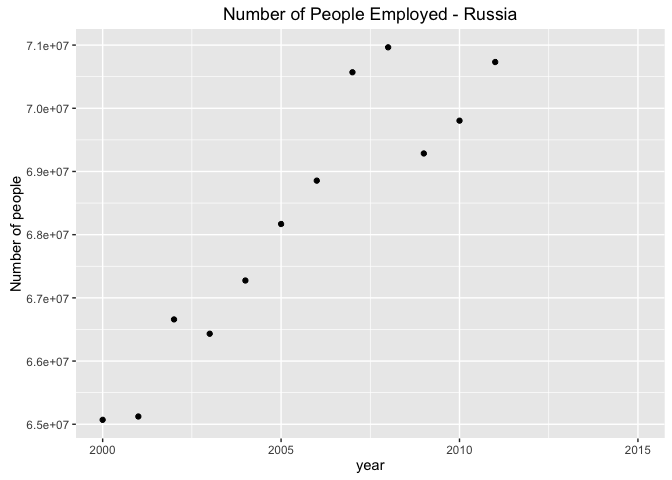 Number of People Employed - Russia
7.1e+07
7.0e+07
6.9e+07
6.8e+07
6.7e+07
6.6e+07
6.5e+07
Number of people
2000 2005 2010 2015
year